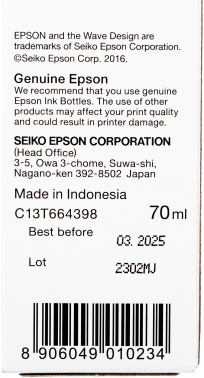 EPSON and the Wave Design are
trademarks of Seiko Epson Corporation.
©Seiko Epson Corp. 2016.
Genuine Epson
We recommend that you use genuine
Epson Ink Bottles. The use of other
products may affect your print quality
and could result in printer damage.
SEIKO EPSON CORPORATION
(Head Office)
3-5, Owa 3-chome, Suwa-shi,
Nagano-ken 392-8502 Japan
Made in Indonesia
C13T664398 70ml
Best before 03. 2025
Lot 2302MJ
8 906049 010234